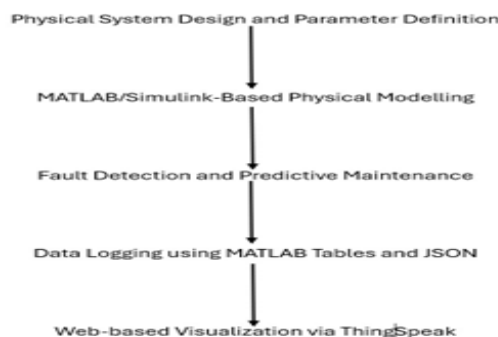 Physical System Design and Parameter Definition
MATLAB/Simulink-Based Physical Modelling
Fault Detection and Predictive Maintenance
Data Logging using MATLAB Tables and JSON
Web-based Visualization via ThingSpeak